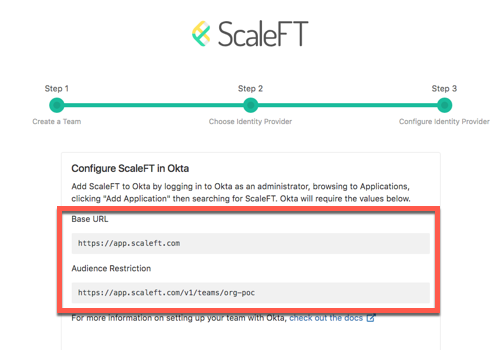 ScaleFT
Step 1
Step 2
Step 3
Create a Team
Choose Identity Provider
Configure Identity Provider
Configure ScaleFT in Okta
Add ScaleFT to Okta by logging in to Okta as an administrator, browsing to Applications,
clicking "Add Application" then searching for ScaleFT. Okta will require the values below.
Base URL
https://app.scaleft.com
Audience Restriction
https://app.scaleft.com/v1/teams/org-poc
For more information on setting up your team with Okta, check out the docs